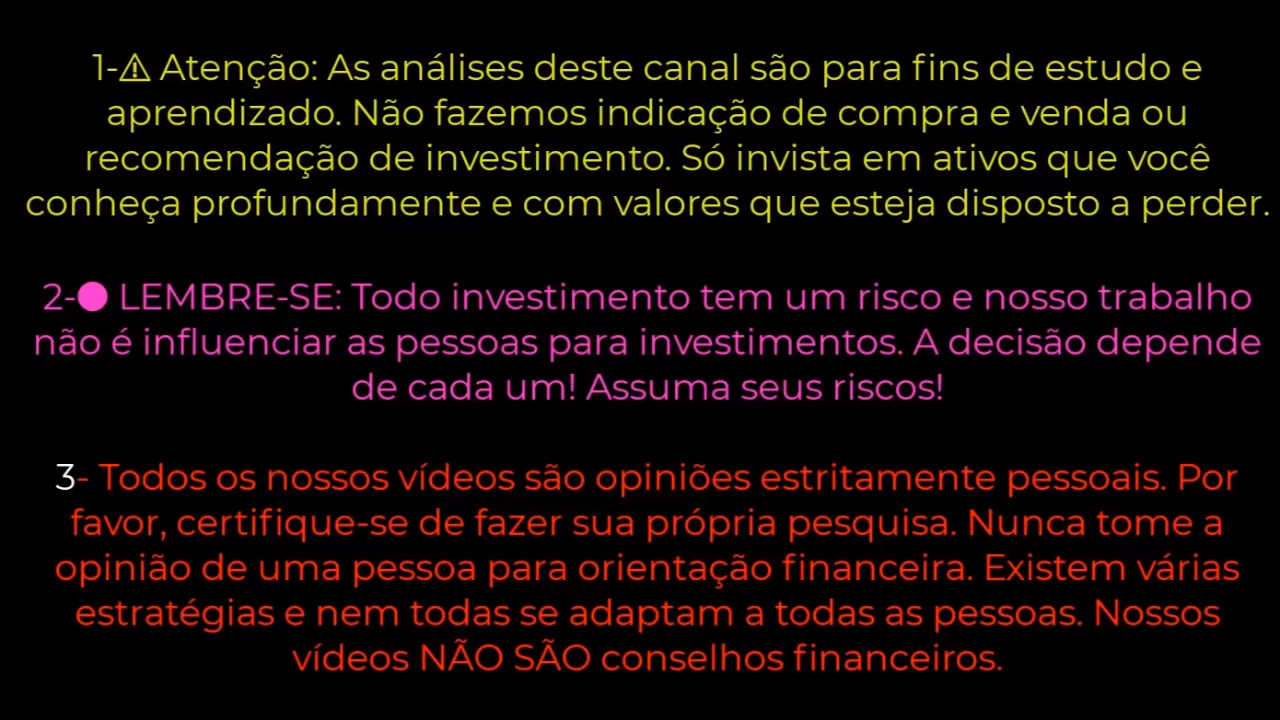 1-⚠ Atenção: As análises deste canal são para fins de estudo e
aprendizado. Não fazemos indicação de compra e venda ou
recomendação de investimento. Só invista em ativos que você
conheça profundamente e com valores que esteja disposto a perder.
2-● LEMBRE-SE: Todo investimento tem um risco e nosso trabalho
não é influenciar as pessoas para investimentos. A decisão depende
de cada um! Assuma seus riscos!
3- Todos os nossos vídeos são opiniões estritamente pessoais. Por
favor, certifique-se de fazer sua própria pesquisa. Nunca tome a
opinião de uma pessoa para orientação financeira. Existem várias
estratégias e nem todas se adaptam a todas as pessoas. Nossos
vídeos NÃO SÃO conselhos financeiros.